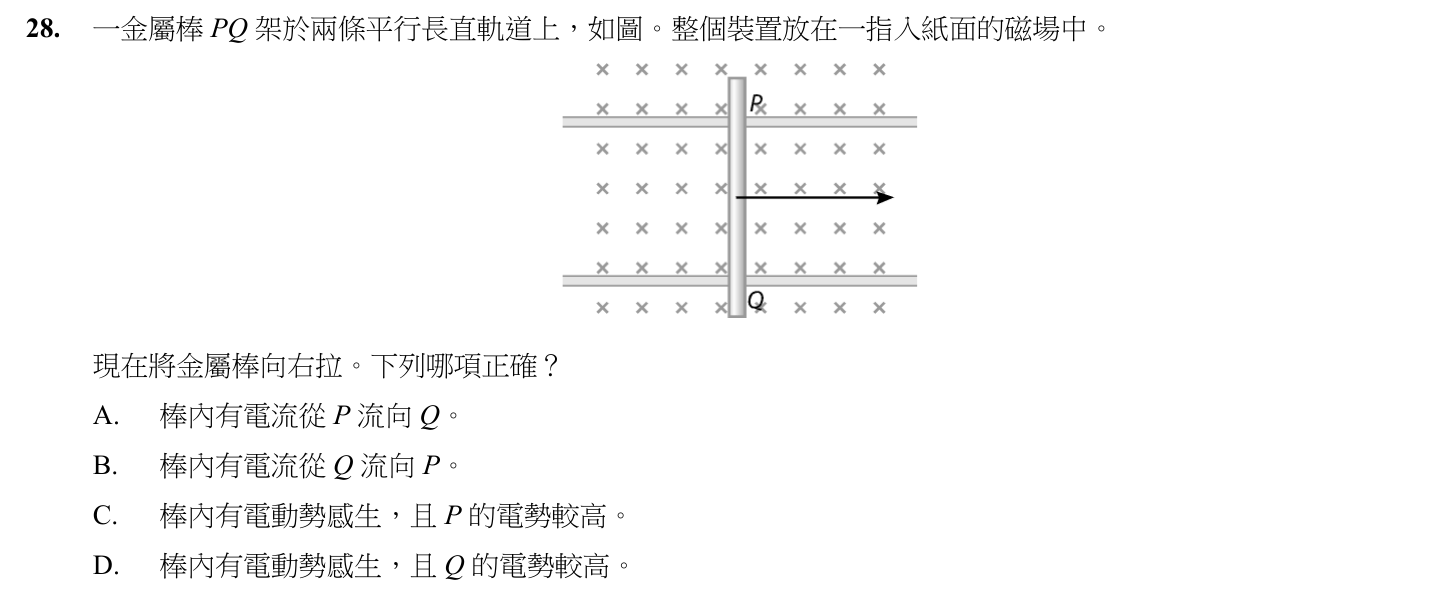 28. 一金屬棒 PQ 架於兩條平行長直軌道上，如圖。整個裝置放在一指入紙面的磁場中。
P
Q
現在將金屬棒向右拉。下列哪項正確？
A. 棒內有電流從 P 流向 Q。
B. 棒內有電流從 Q 流向 P。
C. 棒內有電動勢感生，且 P 的電勢較高。
D. 棒內有電動勢感生，且 Q 的電勢較高。